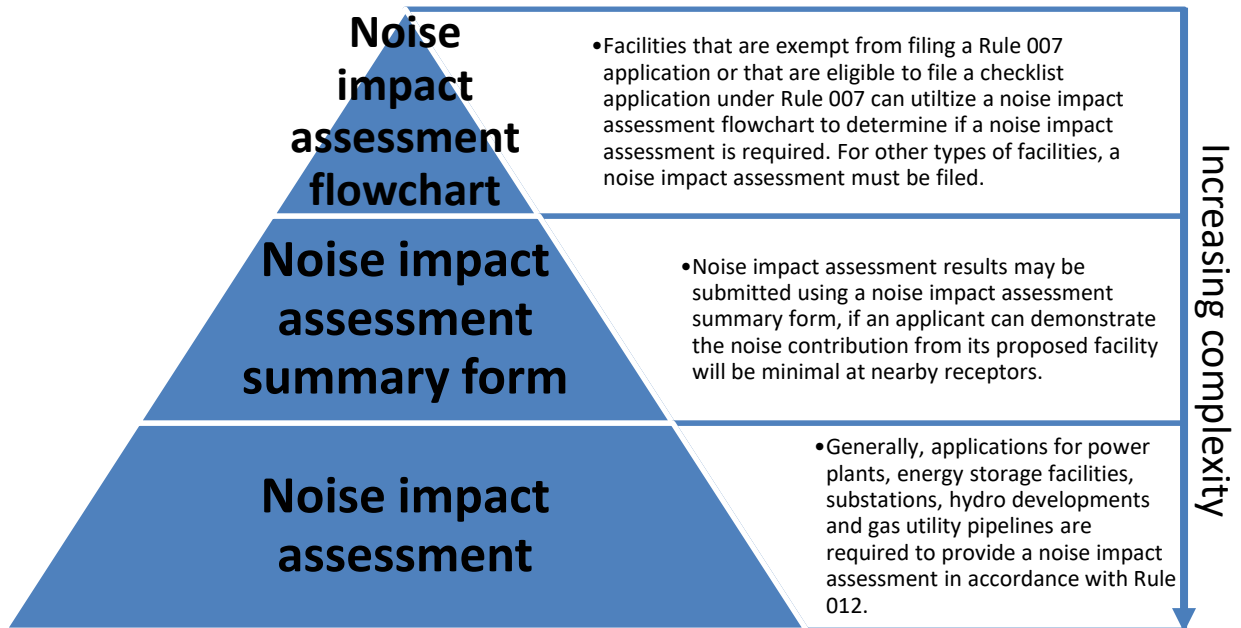 Noise
impact
assessment
flowchart
•Facilities that are exempt from filing a Rule 007
application or that are eligible to file a checklist
application under Rule 007 can utiltize a noise impact
assessment flowchart to determine if a noise impact
assessment is required. For other types of facilities, a
noise impact assessment must be filed.
Noise impact
assessment
summary form
•Noise impact assessment results may be
submitted using a noise impact assessment
summary form, if an applicant can demonstrate
the noise contribution from its proposed facility
will be minimal at nearby receptors.
Noise impact
assessment
•Generally, applications for power
plants, energy storage facilities,
substations, hydro developments
and gas utility pipelines are
required to provide a noise impact
assessment in accordance with Rule
012.
Increasing complexity